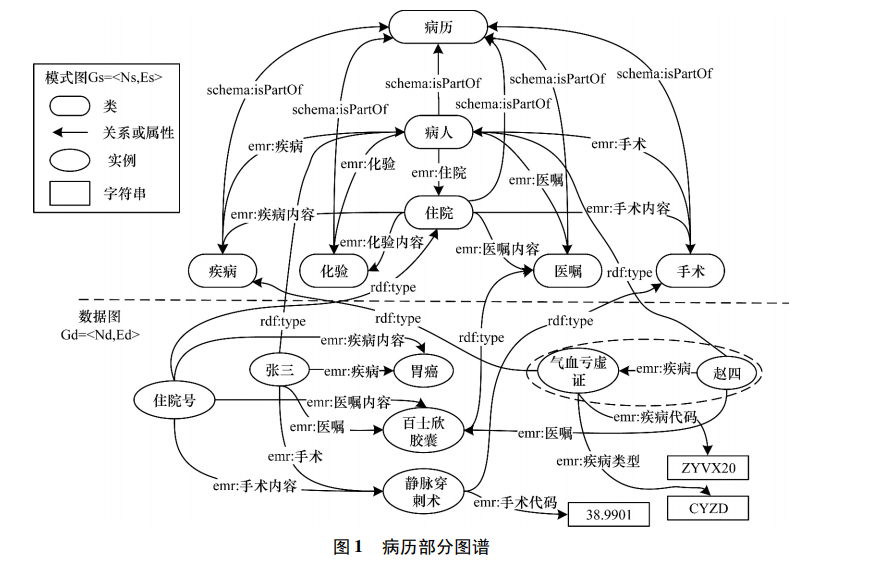 病历
模式图Gs=<Ns,Es>
类
关系或属性
实例
字符串
schema:isPartOf
schema:isPartOf
schema:isPartOf
schema:isPartOf
schema:isPartOf
schema:isPartOf
病人
emr:疾病
emr:化验
emr:住院
emr:医嘱
emr:手术
住院
emr:疾病内容
emr:化验内容
emr:医嘱内容
emr:手术内容
疾病
化验
医嘱
手术
rdf:type
rdf:type
数据图
Gd=<Nd,Ed>
rdf:type
rdf:type
rdf:type
rdf:type
emr:疾病内容
张三
emr:疾病
胃癌
气血亏虚
证
emr:疾病
赵四
住院号
emr:医嘱内容
emr:医嘱
百士欣
胶囊
emr:医嘱
emr:疾病代码
emr:手术
emr:疾病类型
ZYVX20
emr:手术内容
静脉穿
刺术
emr:手术代码
38.9901
CYZD
图1 病历部分图谱